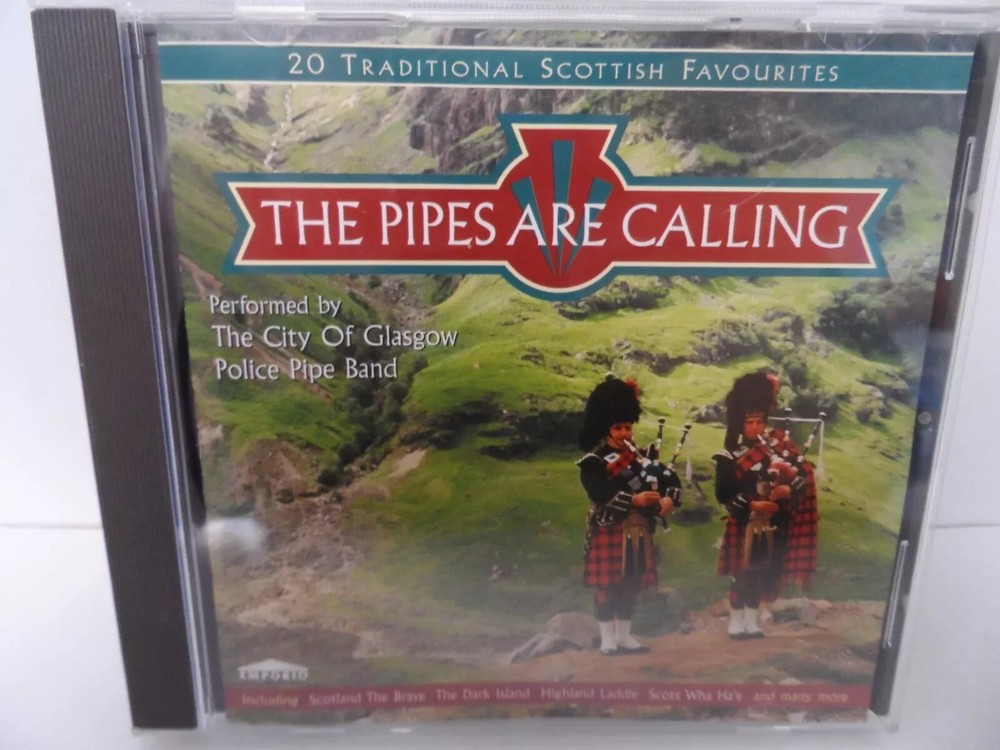 20 TRADITIONAL SCOTTISH FAVOURITES
THE PIPES ARE CALLING
Performed by
The City Of Glasgow
Police Pipe Band
EMPORIO
Including Scotland The Brave The Dark Island Highland Laddie Scots Wha Ha'e and many more